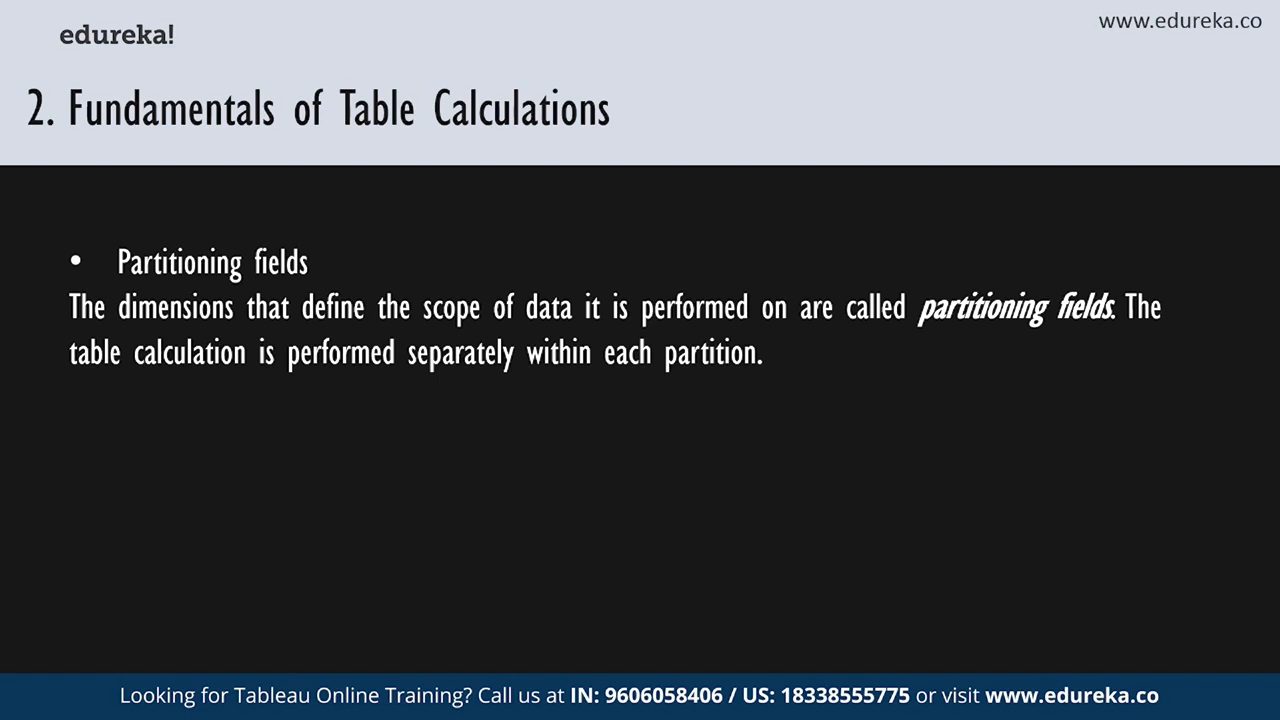 edureka!
www.edureka.co
2. Fundamentals of Table Calculations
• Partitioning fields
The dimensions that define the scope of data it is performed on are called partitioning fields. The
table calculation is performed separately within each partition.
Looking for Tableau Online Training? Call us at IN: 9606058406 / US: 18338555775 or visit www.edureka.co